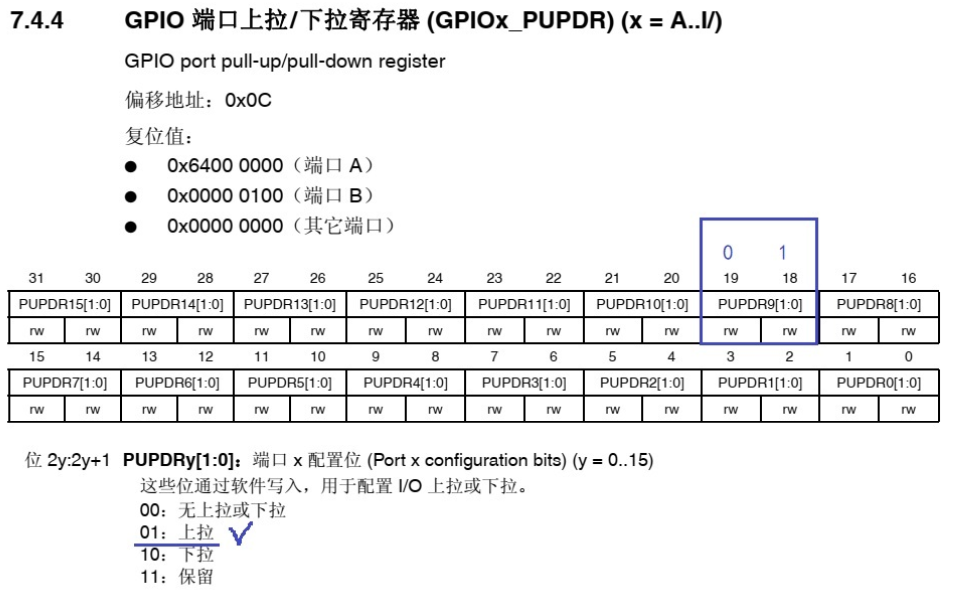 7.4.4 GPIO 端口上拉/下拉寄存器 (GPIOx_PUPDR) (x = A..I/)
GPIO port pull-up/pull-down register
偏移地址：0x0C
复位值：
● 0x6400 0000（端口 A）
● 0x0000 0100（端口 B）
● 0x0000 0000（其它端口）
0 1
31 30 29 28 27 26 25 24 23 22 21 20 19 18 17 16
PUPDR15[1:0] PUPDR14[1:0] PUPDR13[1:0] PUPDR12[1:0] PUPDR11[1:0] PUPDR10[1:0] PUPDR9[1:0] PUPDR8[1:0]
rw rw rw rw rw rw rw rw rw rw rw rw rw rw rw rw
15 14 13 12 11 10 9 8 7 6 5 4 3 2 1 0
PUPDR7[1:0] PUPDR6[1:0] PUPDR5[1:0] PUPDR4[1:0] PUPDR3[1:0] PUPDR2[1:0] PUPDR1[1:0] PUPDR0[1:0]
rw rw rw rw rw rw rw rw rw rw rw rw rw rw rw rw
位 2y:2y+1 PUPDRy[1:0]：端口 x 配置位 (Port x configuration bits) (y = 0..15)
这些位通过软件写入，用于配置 I/O 上拉或下拉。
00：无上拉或下拉
01：上拉
10：下拉
11：保留